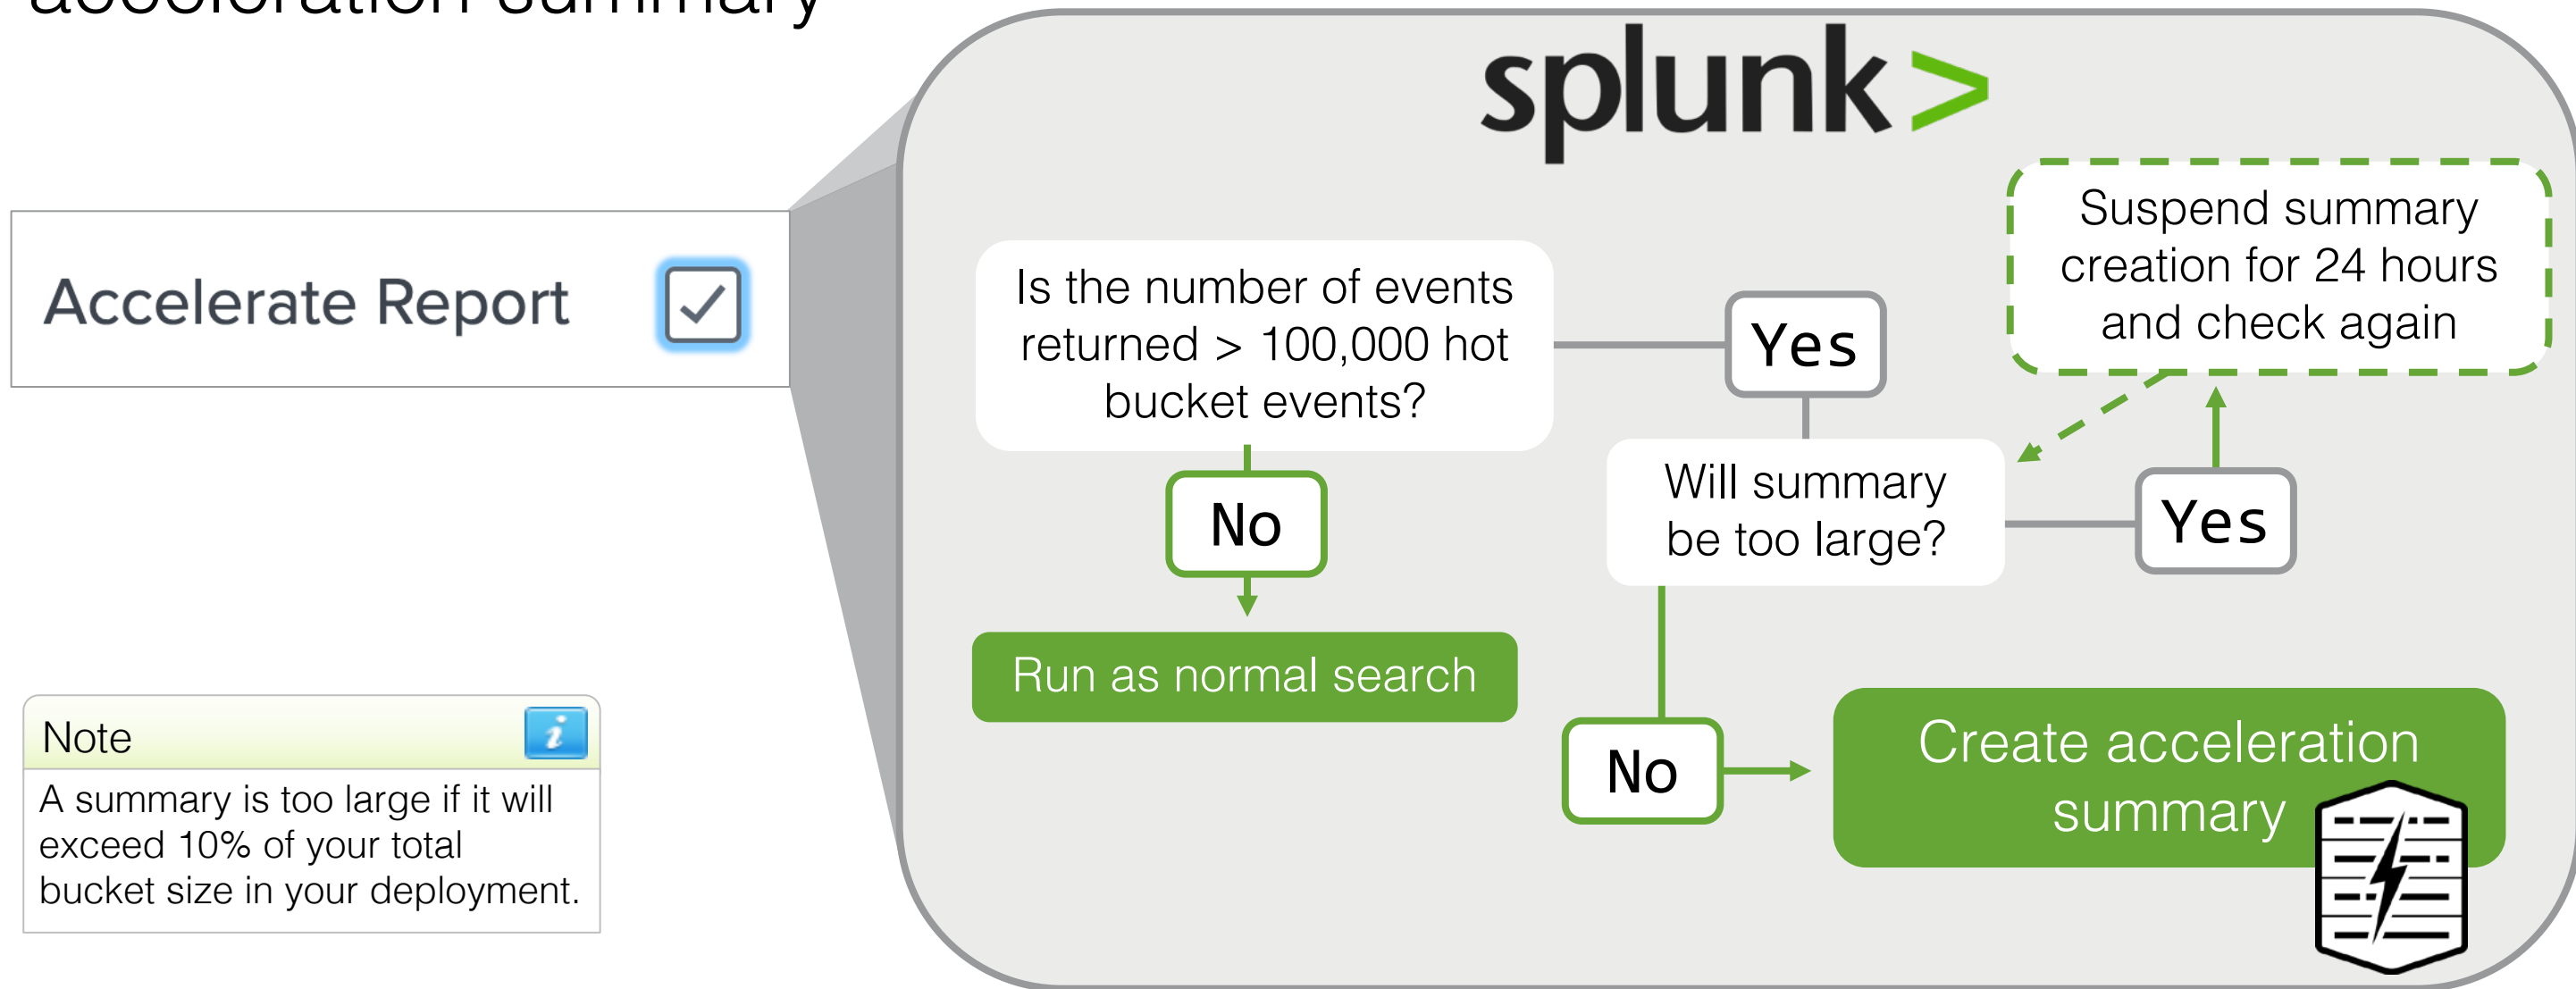 acceleration summary
splunk>
Accelerate Report
Is the number of events
returned > 100,000 hot
bucket events?
Yes
Suspend summary
creation for 24 hours
and check again
No
Will summary
be too large?
Yes
Run as normal search
No
Create acceleration
summary
Note
A summary is too large if it will
exceed 10% of your total
bucket size in your deployment.